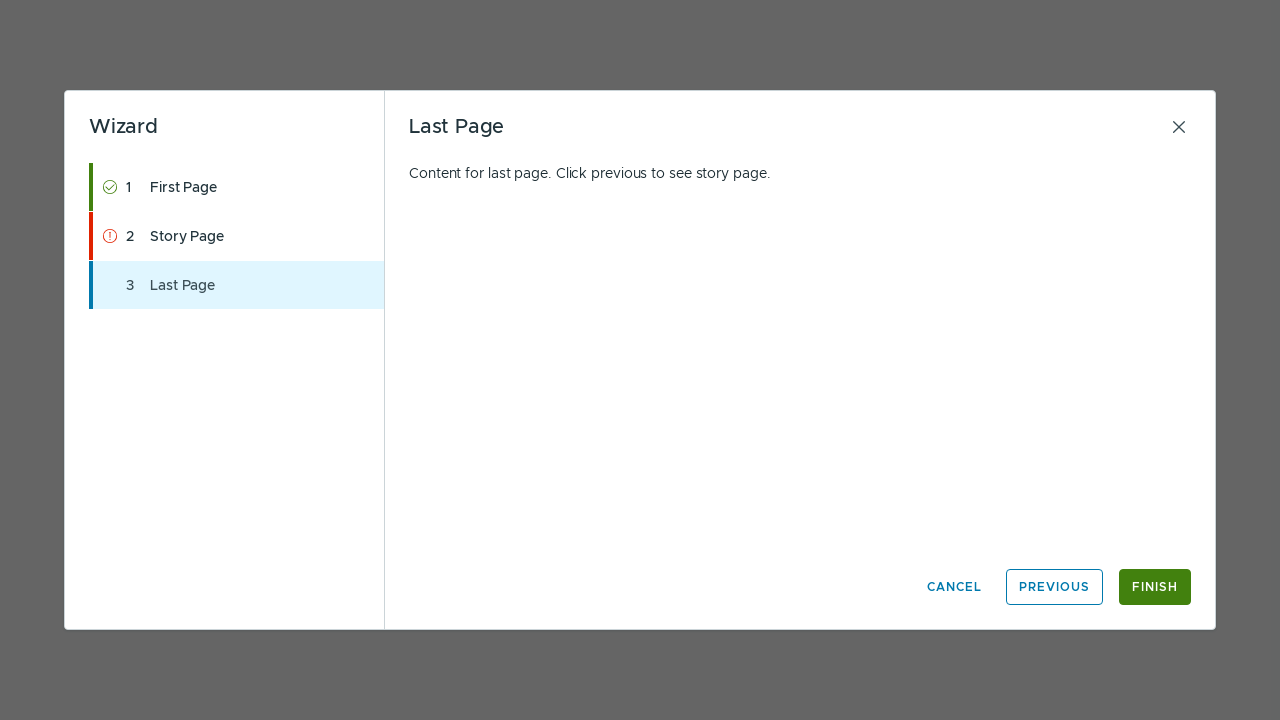 Wizard
1 First Page
2 Story Page
3 Last Page
Last Page
Content for last page. Click previous to see story page.
CANCEL PREVIOUS FINISH